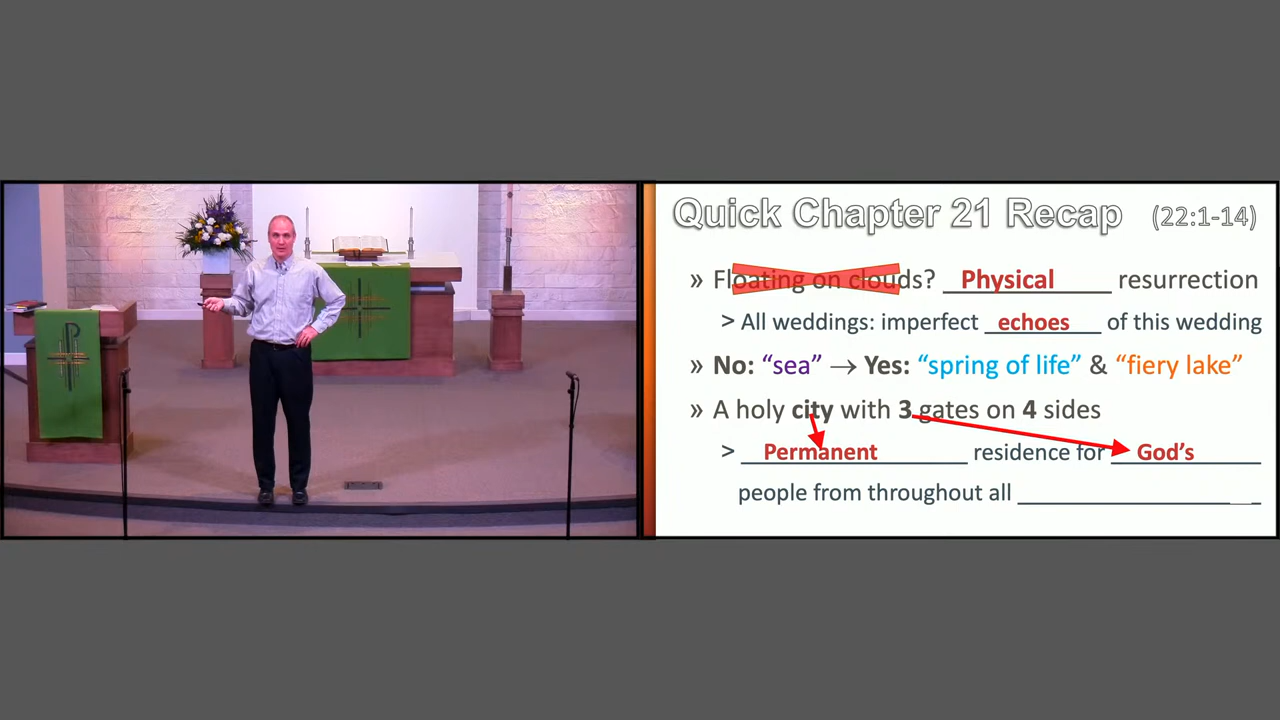 Quick Chapter 21 Recap (22:1-14)
» Floating on clouds? Physical resurrection
> All weddings: imperfect echoes of this wedding
» No: “sea” → Yes: “spring of life” & “fiery lake”
» A holy city with 3 gates on 4 sides
> Permanent residence for God’s
people from throughout all